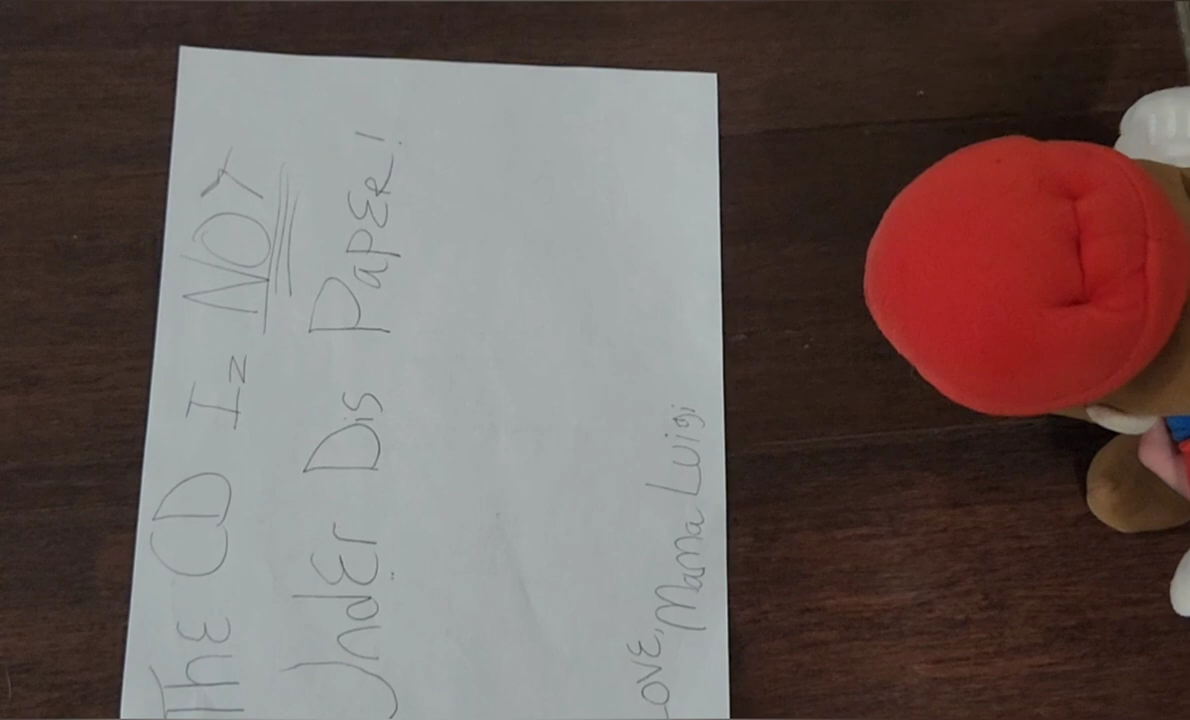 The CD Iz NOT
UndEr Dis PapER!
LOVE, Mama Luigi